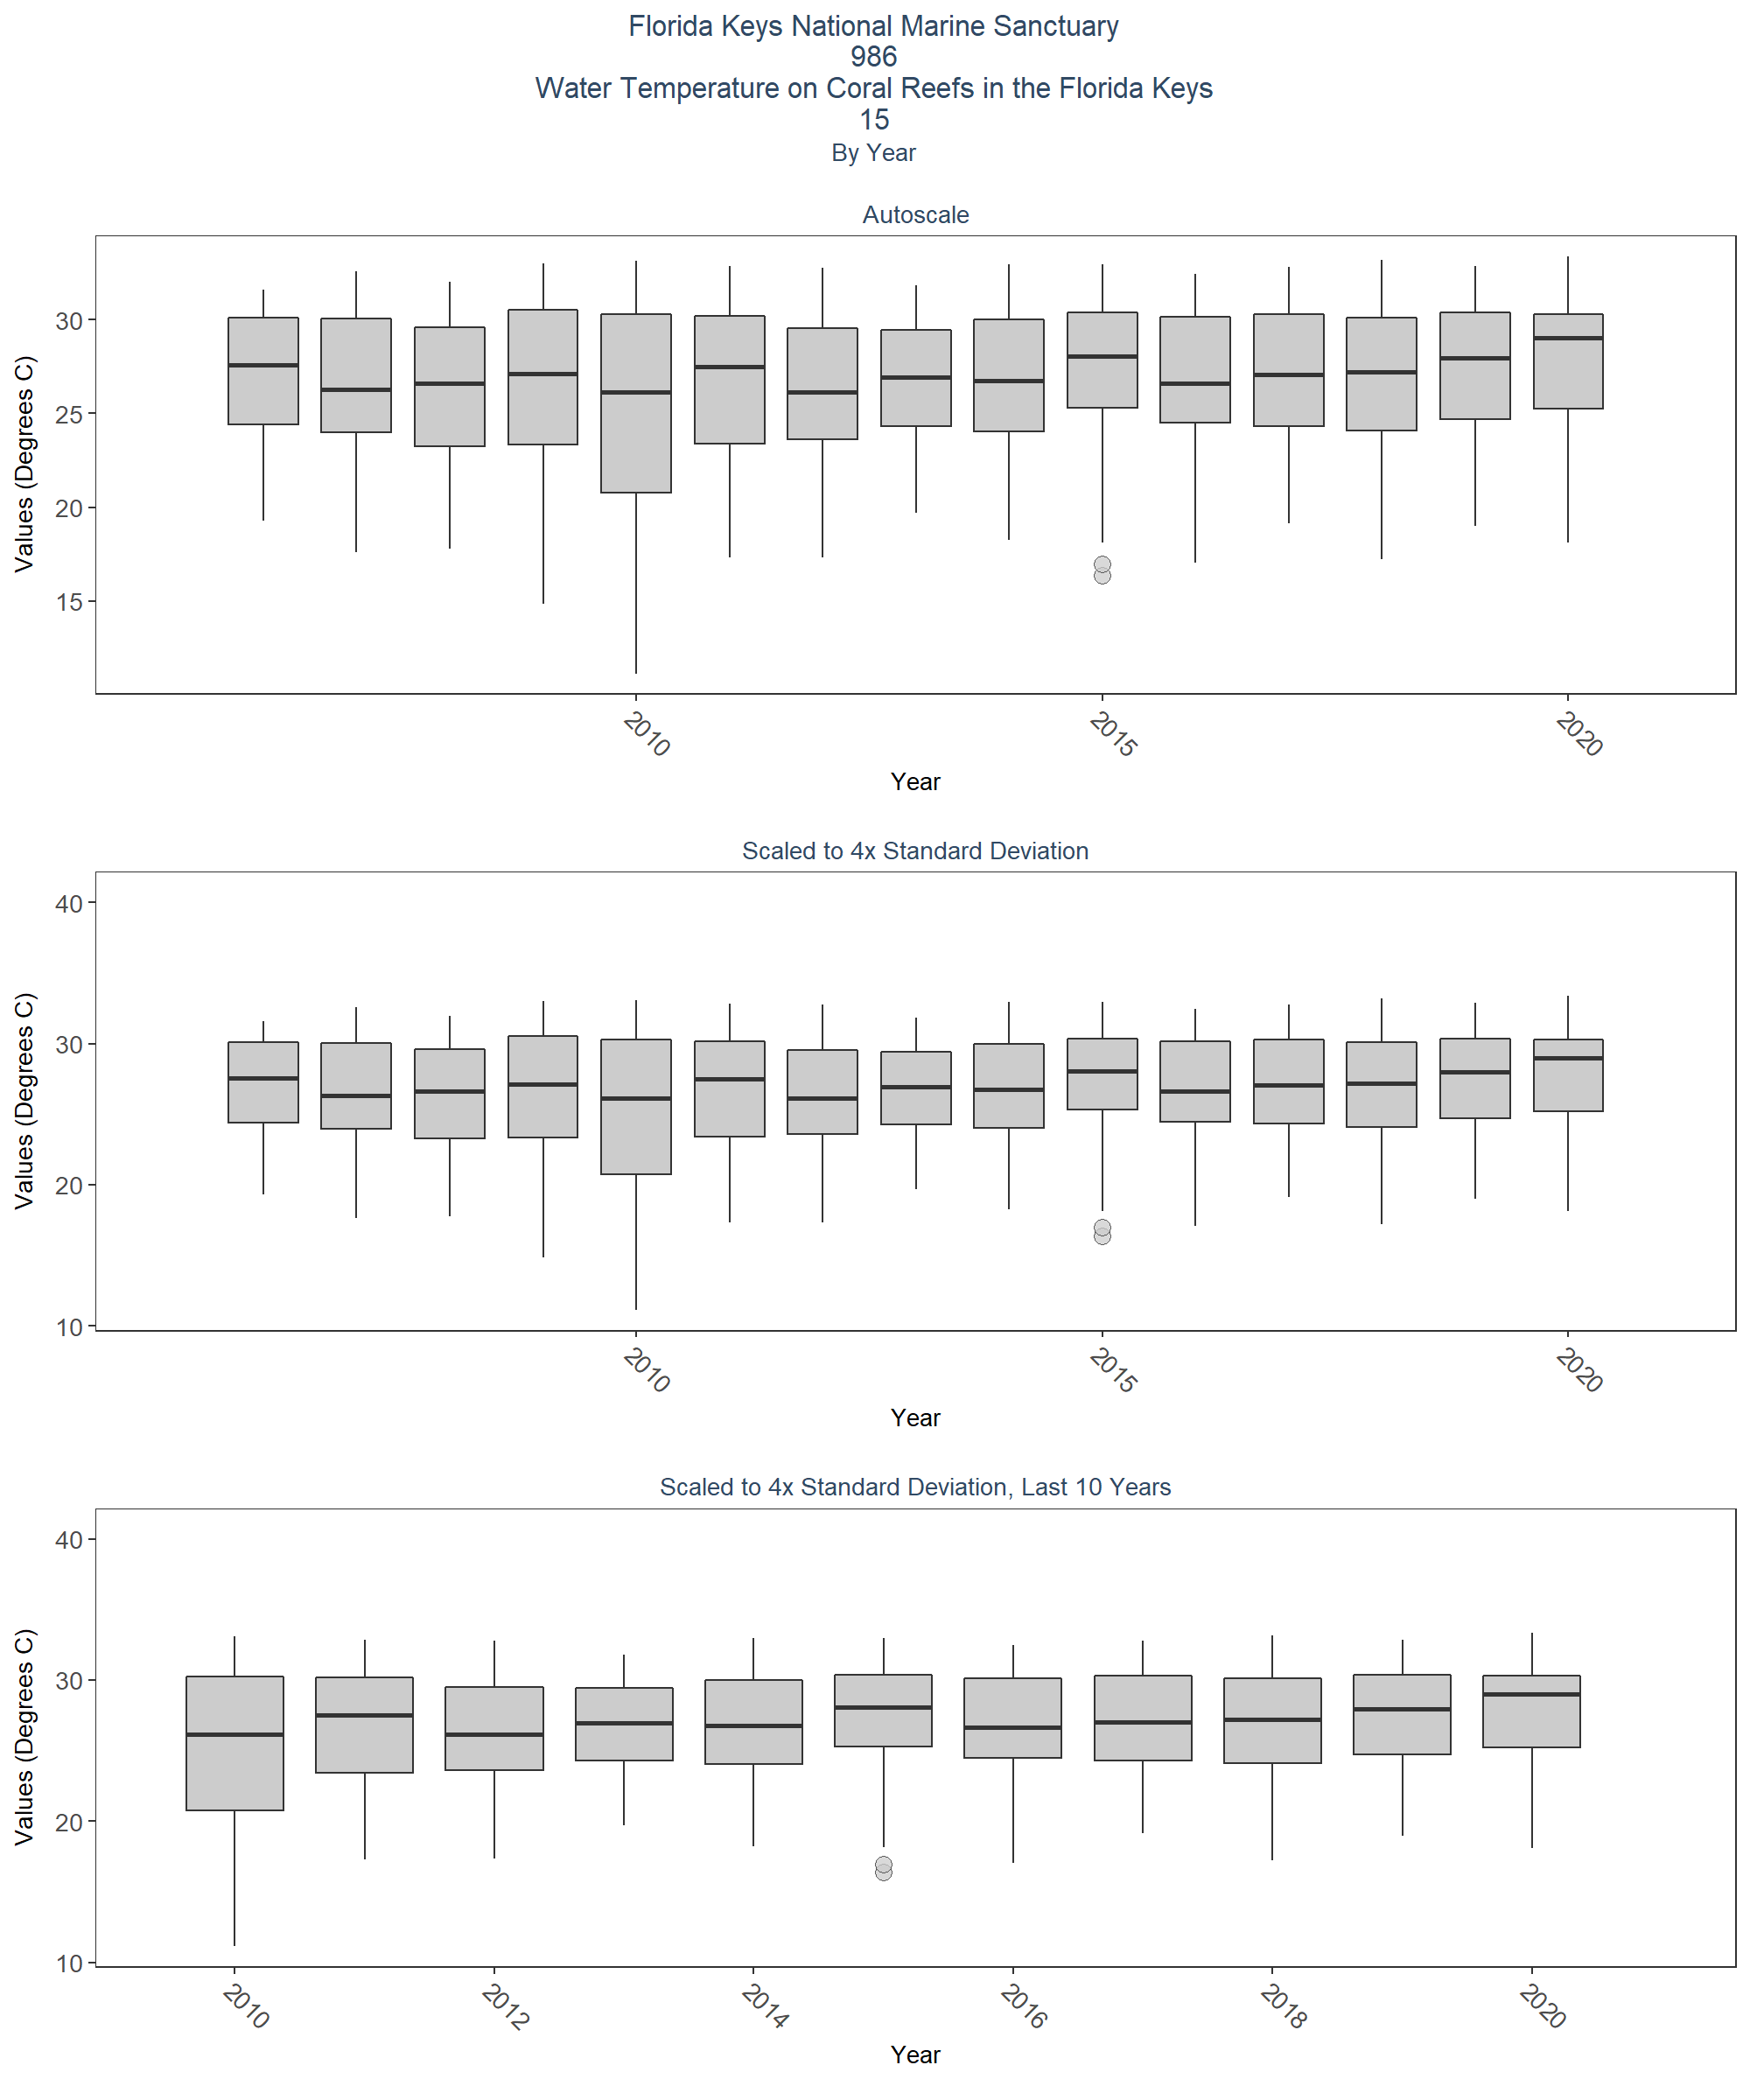 Florida Keys National Marine Sanctuary
986
Water Temperature on Coral Reefs in the Florida Keys
15
By Year
Autoscale
Values (Degrees C)
30
25
20
15
2010
2015
2020
Year
Scaled to 4x Standard Deviation
Values (Degrees C)
40
30
20
10
2010
2015
2020
Year
Scaled to 4x Standard Deviation, Last 10 Years
Values (Degrees C)
40
30
20
10
2010
2012
2014
2016
2018
2020
Year